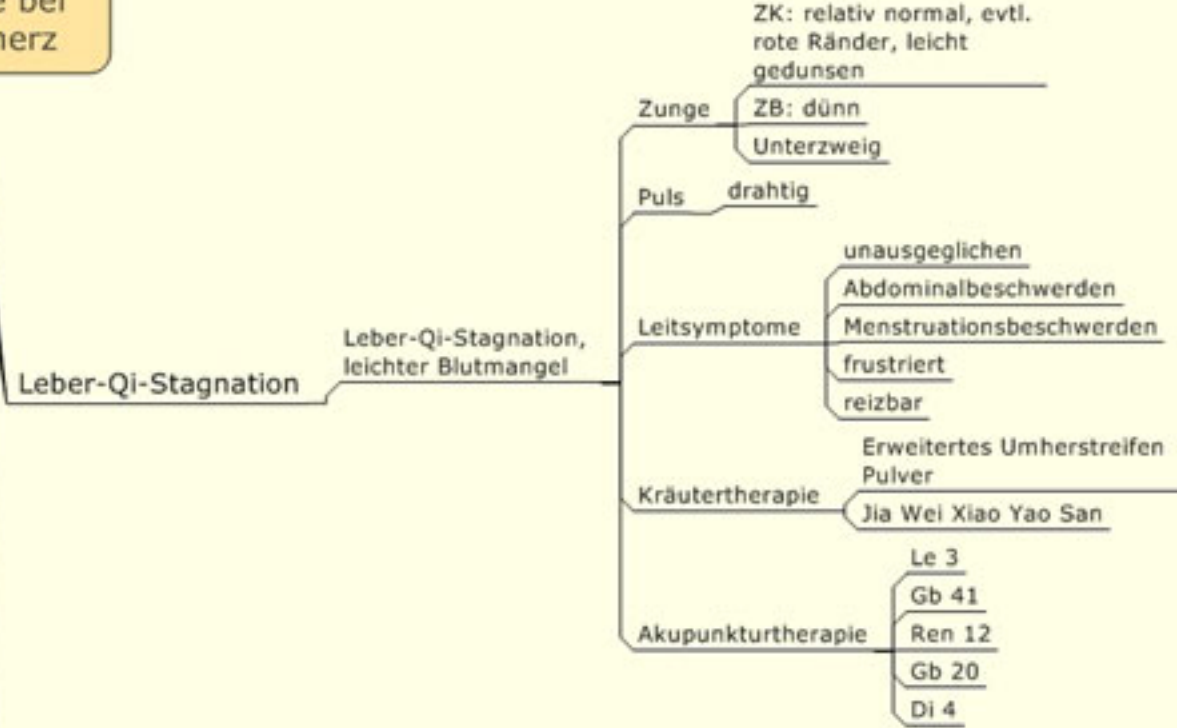 e bei
nerz
ZK: relativ normal, evtl.
rote Ränder, leicht
gedunsen
Zunge
ZB: dünn
Unterzweig
Puls
drahtig
unausgeglichen
Abdominalbeschwerden
Leitsymptome
Menstruationsbeschwerden
frustriert
reizbar
Leber-Qi-Stagnation,
leichter Blutmangel
Leber-Qi-Stagnation
Erweitertes Umherstreifen
Pulver
Kräutertherapie
Jia Wei Xiao Yao San
Le 3
Gb 41
Akupunkturtherapie
Ren 12
Gb 20
Di 4